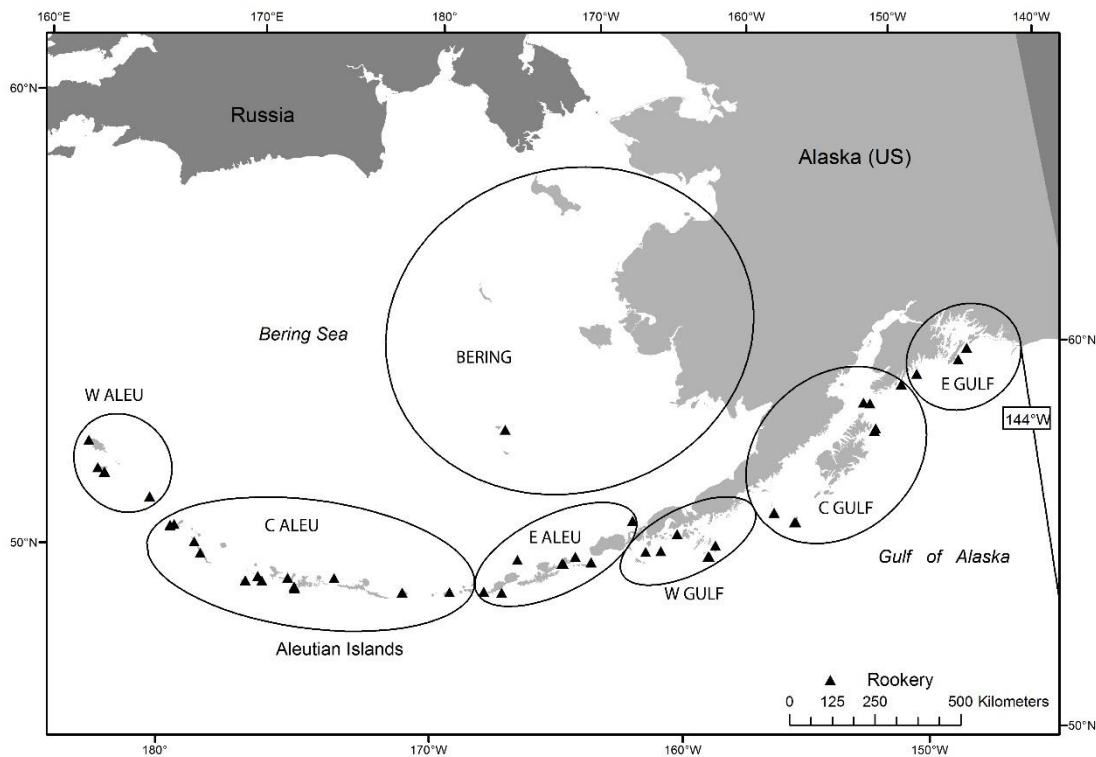 160°E 170°E 180° 170°W 160°W 150°W 140°W
60°N
Russia
Alaska (US)
Bering Sea
BERING
60°N
E GULF
W ALEU
144°W
C ALEU
E ALEU
C GULF
50°N
Gulf of Alaska
W GULF
Aleutian Islands
Rookery
0 125 250 500 Kilometers
50°N
180° 170°W 160°W 150°W